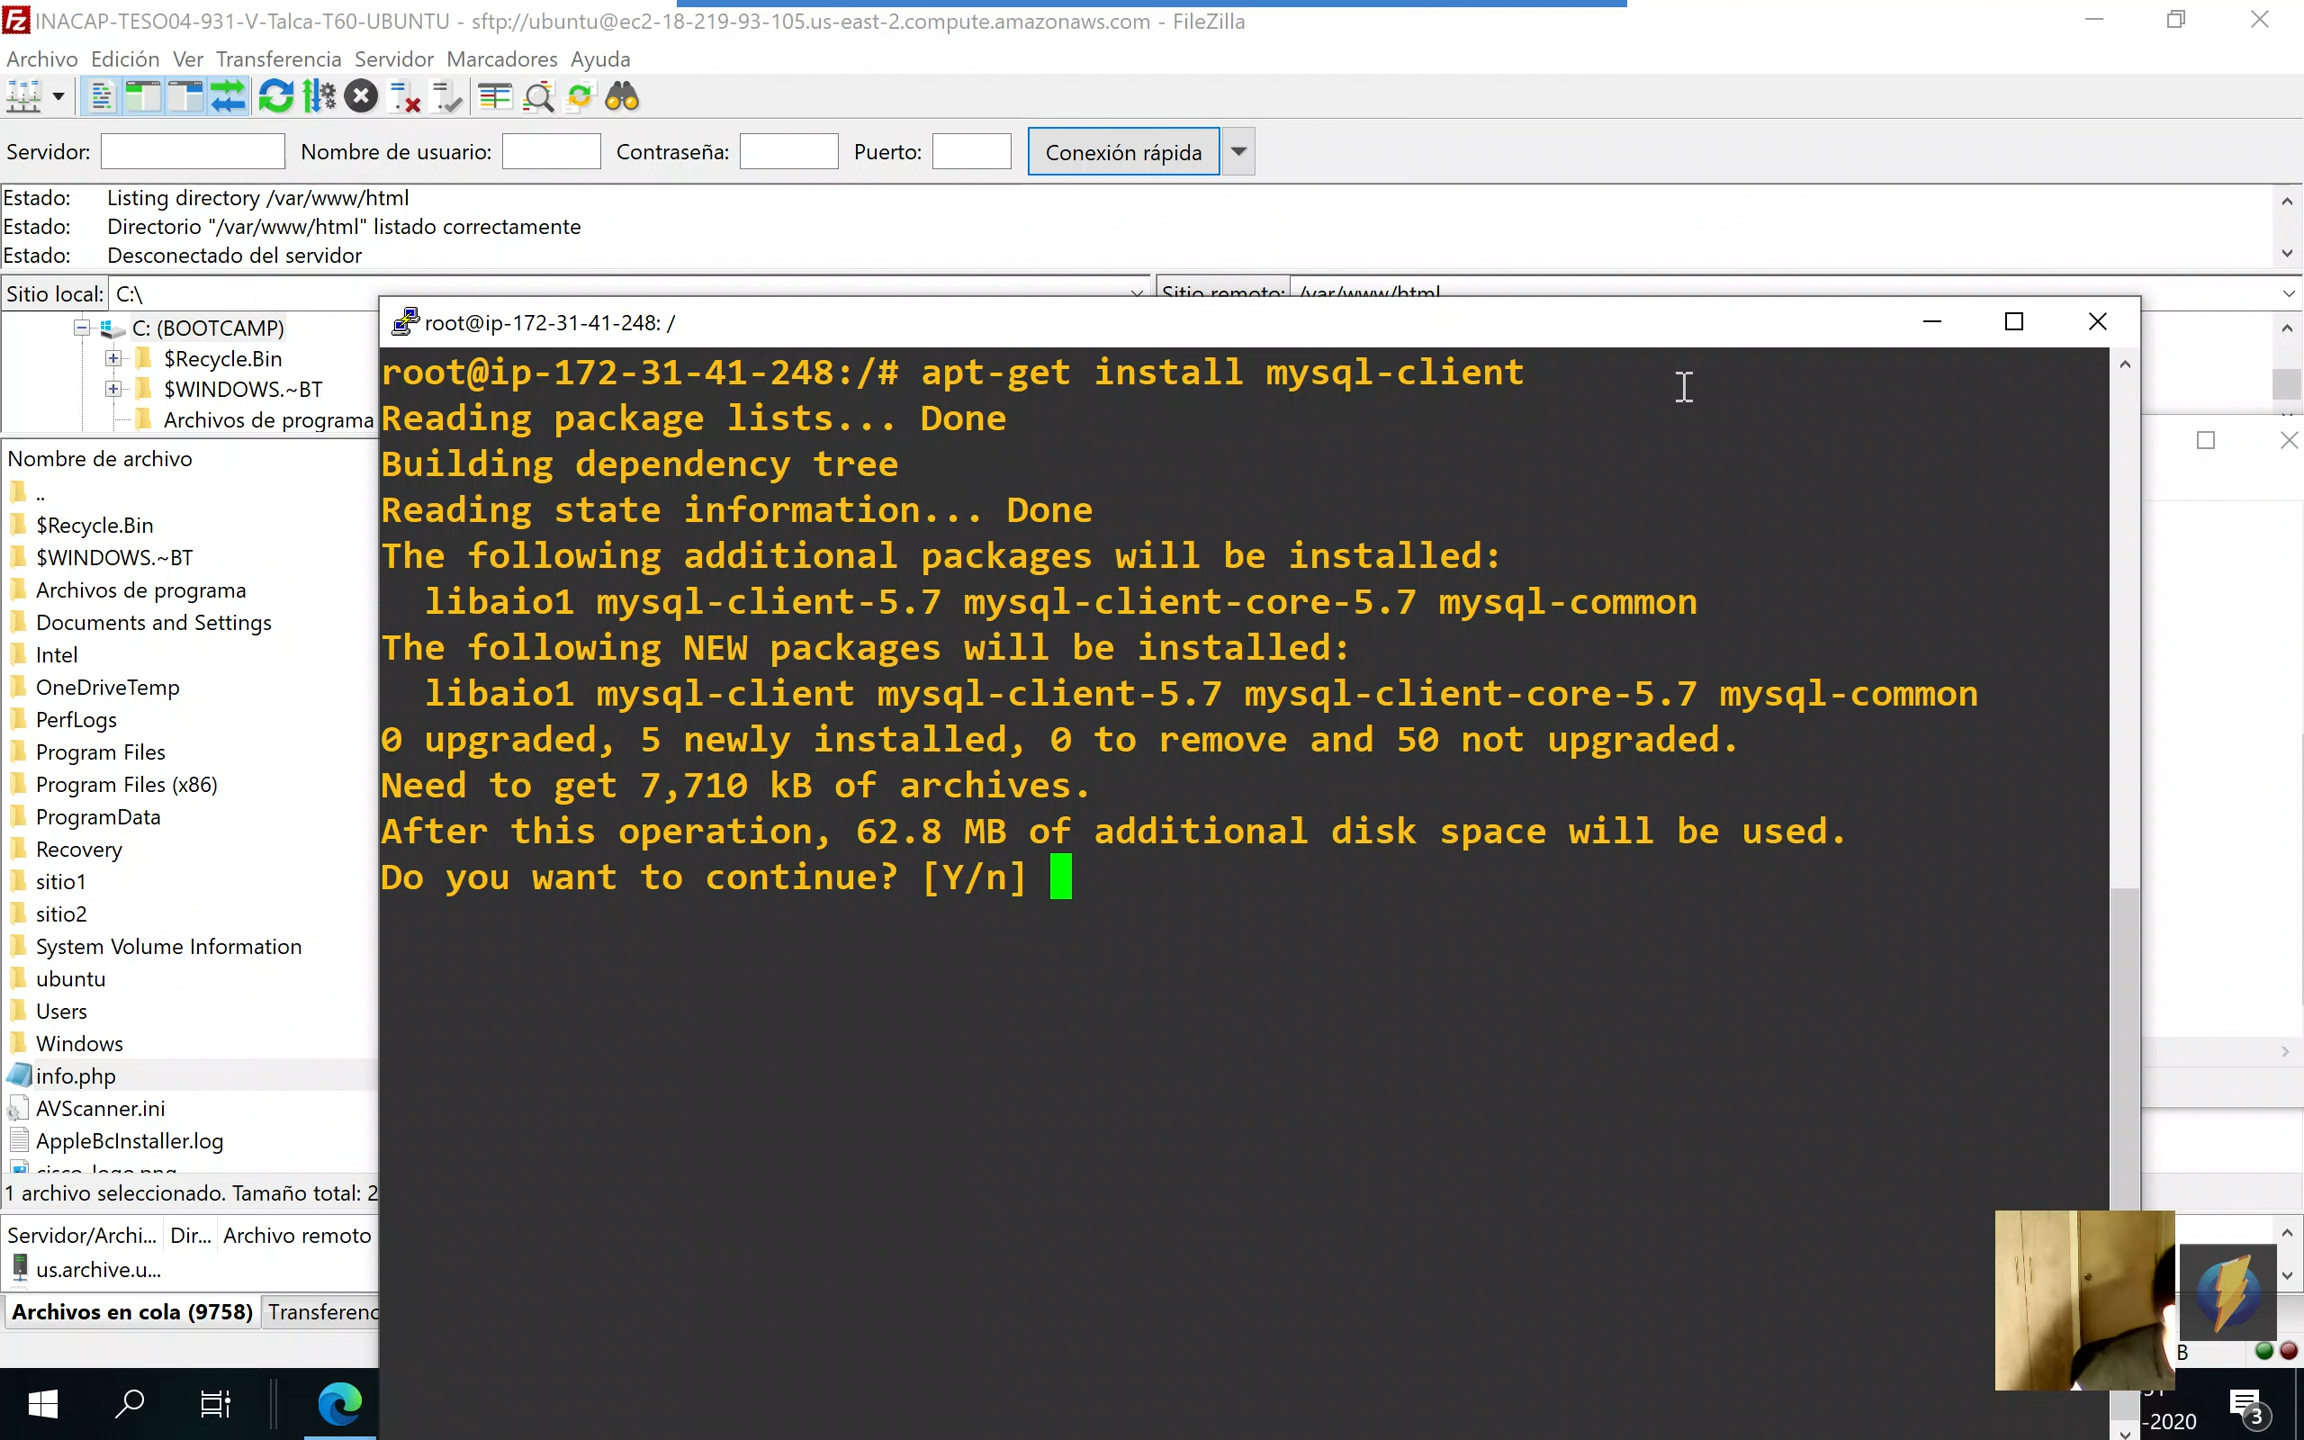 INACAP-TESO04-931-V-Talca-T60-UBUNTU - sftp://ubuntu@ec2-18-219-93-105.us-east-2.compute.amazonaws.com - FileZilla
Archivo Edición Ver Transferencia Servidor Marcadores Ayuda
Servidor: Nombre de usuario: Contraseña: Puerto: Conexión rápida
Estado: Listing directory /var/www/html
Estado: Directorio "/var/www/html" listado correctamente
Estado: Desconectado del servidor
Sitio local: C:\ Sitio remoto: /var/www/html
C: (BOOTCAMP)
$Recycle.Bin
$WINDOWS.~BT
Archivos de programa
Nombre de archivo
..
$Recycle.Bin
$WINDOWS.~BT
Archivos de programa
Documents and Settings
Intel
OneDriveTemp
PerfLogs
Program Files
Program Files (x86)
ProgramData
Recovery
sitio1
sitio2
System Volume Information
ubuntu
Users
Windows
info.php
AVScanner.ini
AppleBcInstaller.log
cisco-logo.png
1 archivo seleccionado. Tamaño total: 2
Servidor/Archi... Dir... Archivo remoto
us.archive.u...
Archivos en cola (9758) Transferenc
root@ip-172-31-41-248: /
root@ip-172-31-41-248:/# apt-get install mysql-client
Reading package lists... Done
Building dependency tree
Reading state information... Done
The following additional packages will be installed:
libaio1 mysql-client-5.7 mysql-client-core-5.7 mysql-common
The following NEW packages will be installed:
libaio1 mysql-client mysql-client-5.7 mysql-client-core-5.7 mysql-common
0 upgraded, 5 newly installed, 0 to remove and 50 not upgraded.
Need to get 7,710 kB of archives.
After this operation, 62.8 MB of additional disk space will be used.
Do you want to continue? [Y/n]
B
-2020
3